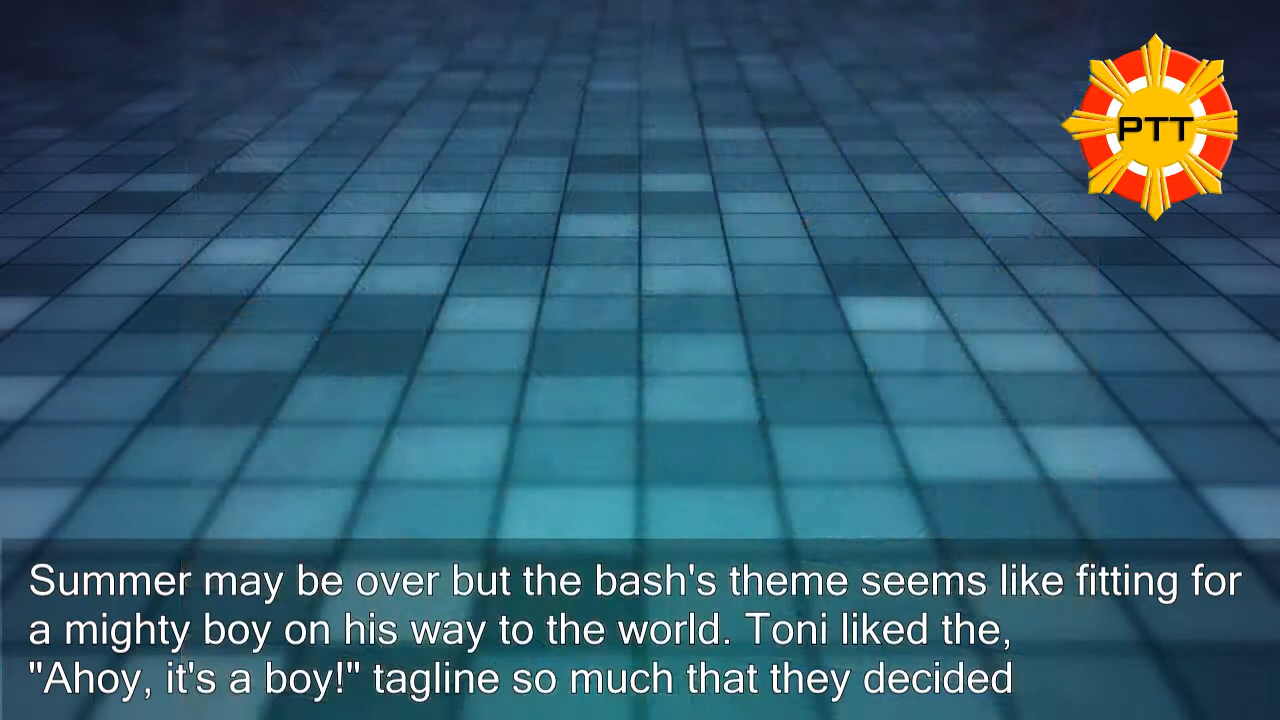 PTT
Summer may be over but the bash's theme seems like fitting for
a mighty boy on his way to the world. Toni liked the,
"Ahoy, it's a boy!" tagline so much that they decided